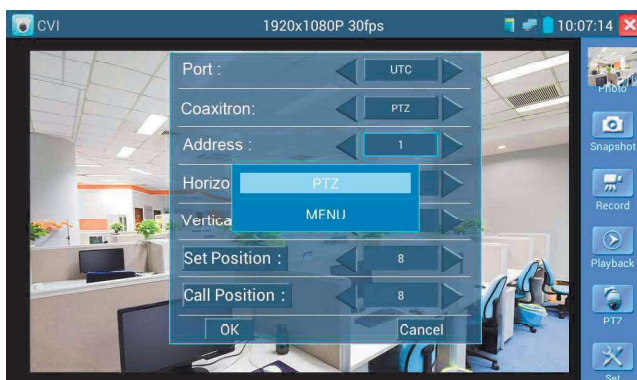 CVI 1920x1080P 30fps 10:07:14
Port : UTC
Coaxitron: PTZ
Address : 1
Horizo
PTZ
Vertica
MENU
Set Position : 8
Call Position : 8
OK Cancel
Photo
Snapshot
Record
Playback
PTZ
Set